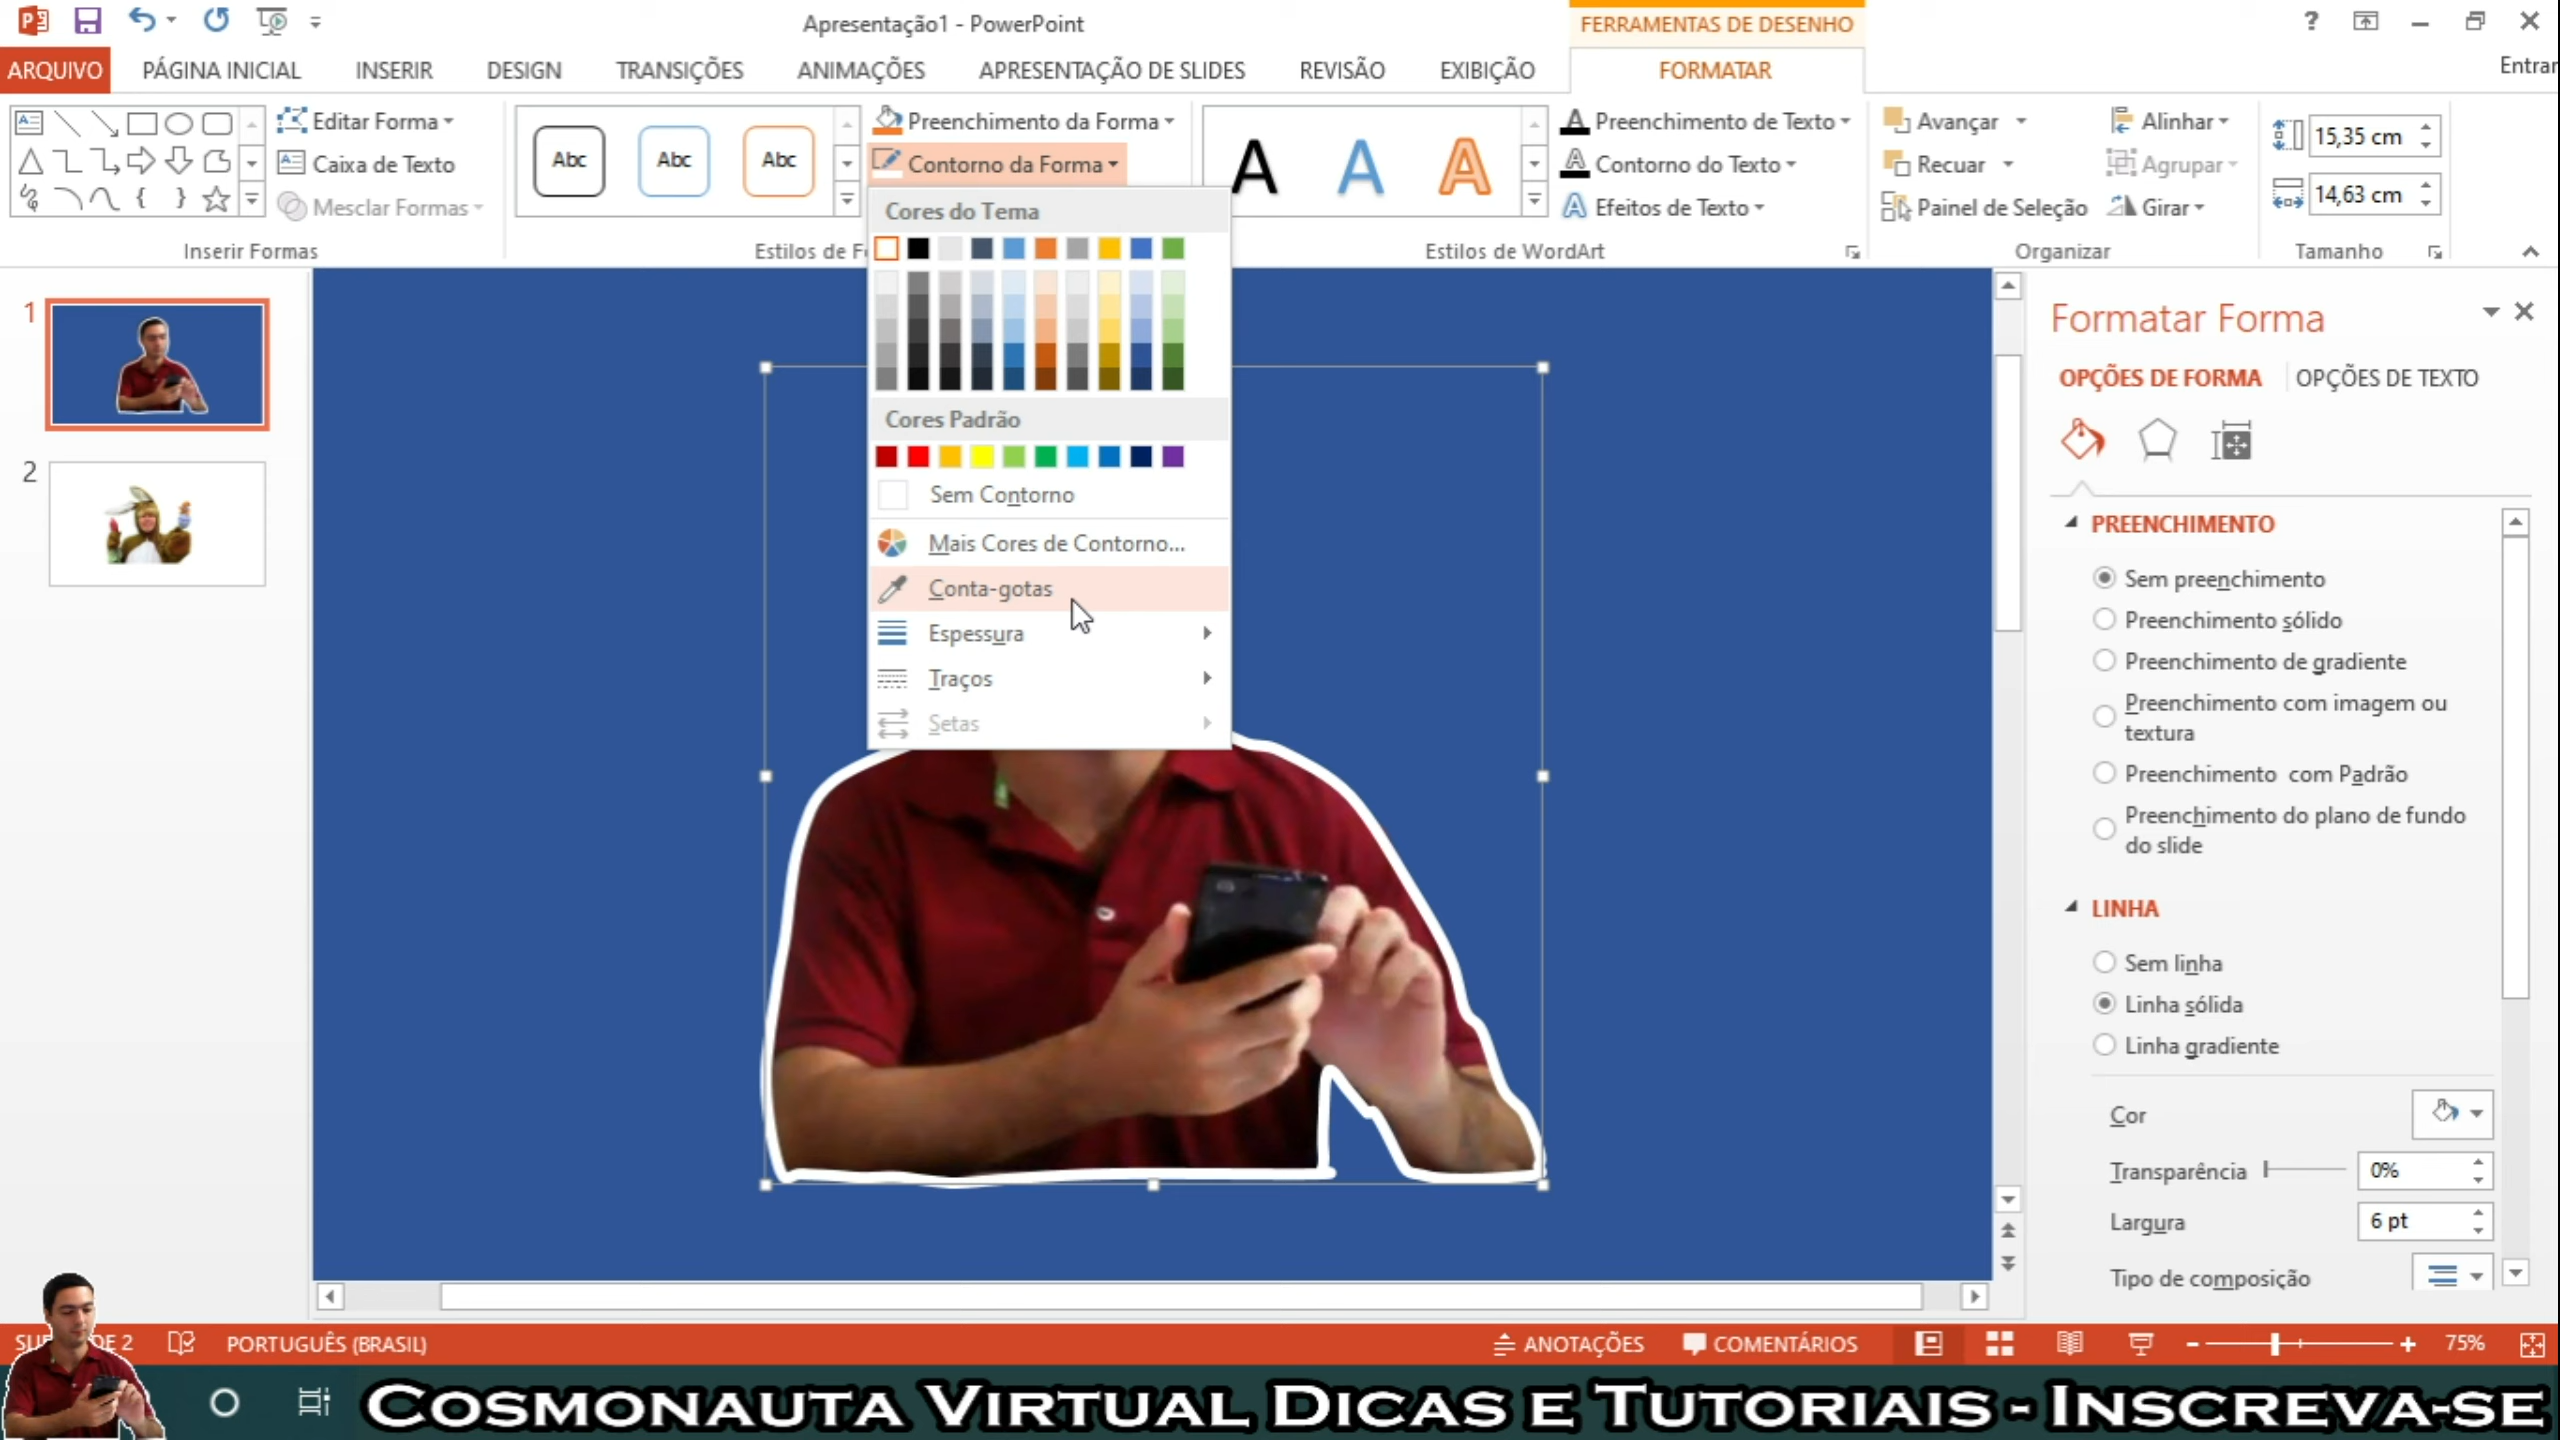 Apresentação1 - PowerPoint
FERRAMENTAS DE DESENHO
?
ARQUIVO
PÁGINA INICIAL
INSERIR
DESIGN
TRANSIÇÕES
ANIMAÇÕES
APRESENTAÇÃO DE SLIDES
REVISÃO
EXIBIÇÃO
FORMATAR
Entrar
Editar Forma
Caixa de Texto
Mesclar Formas
Inserir Formas
Abc
Abc
Abc
Preenchimento da Forma
Contorno da Forma
Estilos de F
A
A
A
Preenchimento de Texto
Contorno do Texto
Efeitos de Texto
Estilos de WordArt
Avançar
Recuar
Painel de Seleção
Alinhar
Agrupar
Girar
Organizar
15,35 cm
14,63 cm
Tamanho
Cores do Tema
Cores Padrão
Sem Contorno
Mais Cores de Contorno...
Conta-gotas
Espessura
Traços
Setas
1
2
Formatar Forma
OPÇÕES DE FORMA
OPÇÕES DE TEXTO
PREENCHIMENTO
Sem preenchimento
Preenchimento sólido
Preenchimento de gradiente
Preenchimento com imagem ou
textura
Preenchimento com Padrão
Preenchimento do plano de fundo
do slide
LINHA
Sem linha
Linha sólida
Linha gradiente
Cor
Transparência
0%
Largura
6 pt
Tipo de composição
DE 2
PORTUGUÊS (BRASIL)
ANOTAÇÕES
COMENTÁRIOS
75%
COSMONAUTA VIRTUAL DICAS E TUTORIAIS - INSCREVA-SE